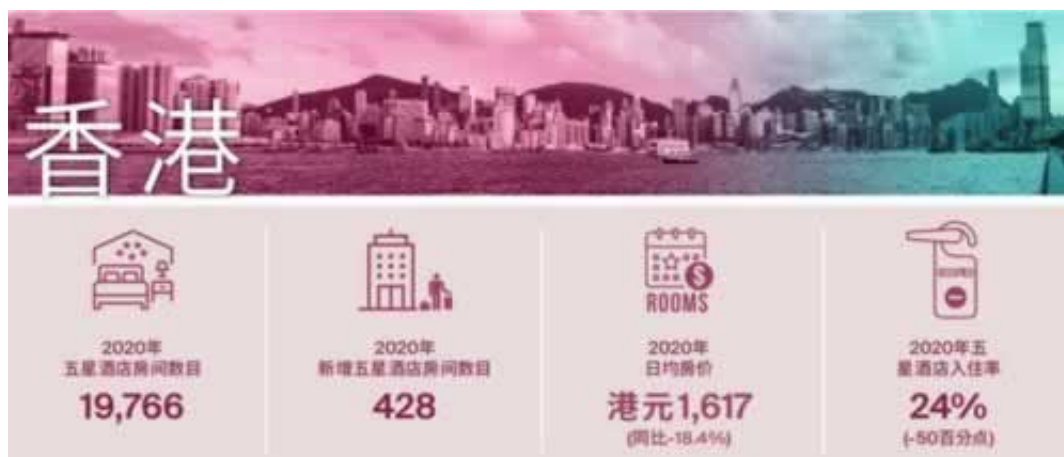 香港
ROOMS
2020年
五星酒店房间数目
19,766
2020年
新增五星酒店房间数目
428
2020年
日均房价
港元1,617
(同比-18.4%)
2020年五
星酒店入住率
24%
(-50百分点)